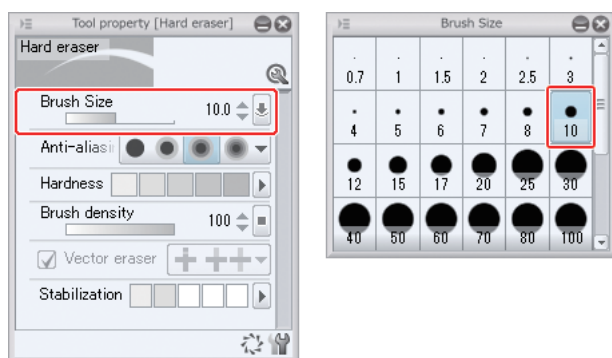 Tool property [Hard eraser]
Hard eraser
Brush Size 10.0
Anti-aliasi
Hardness
Brush density 100
Vector eraser
Stabilization
Brush Size
0.7 1 1.5 2 2.5 3
4 5 6 7 8 10
12 15 17 20 25 30
40 50 60 70 80 100